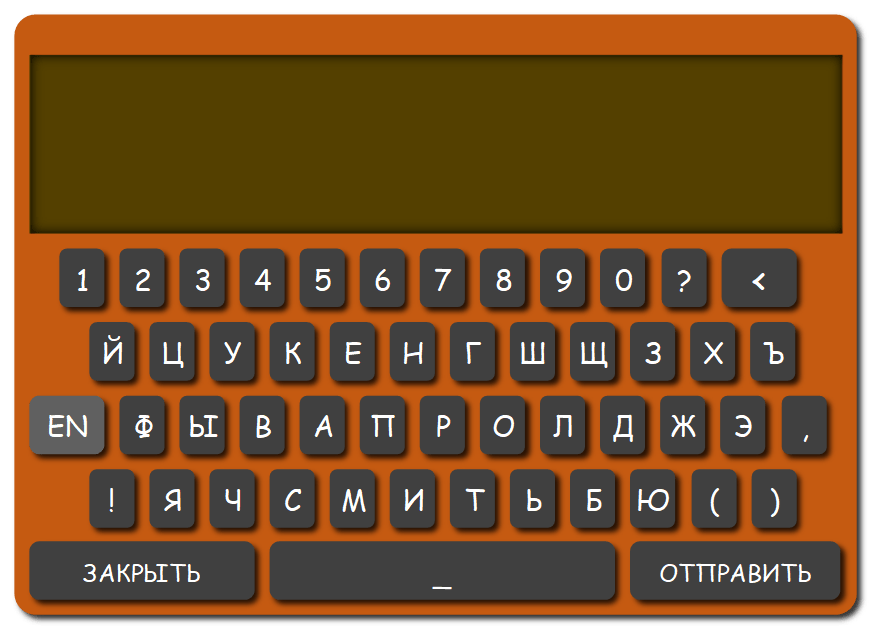 1 2 3 4 5 6 7 8 9 0 ? <
Й Ц У К Е Н Г Ш Щ З Х Ъ
EN Ф Ы В А П Р О Л Д Ж Э ,
! Я Ч С М И Т Ь Б Ю ( )
ЗАКРЫТЬ _ ОТПРАВИТЬ